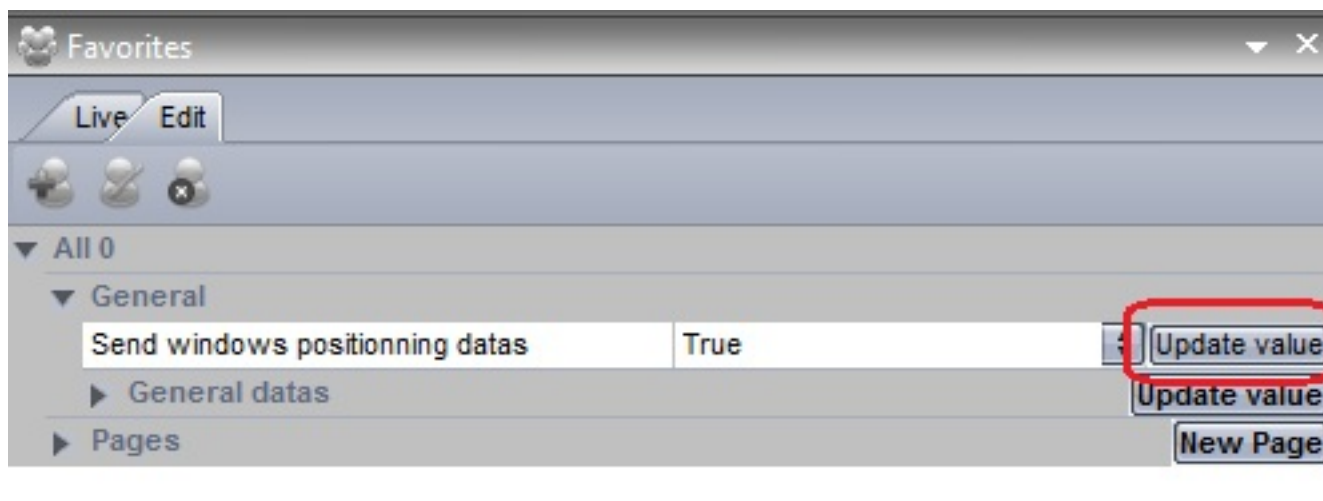 Favorites
Live Edit
All 0
General
Send windows positionning datas True Update value
General datas Update value
Pages New Page